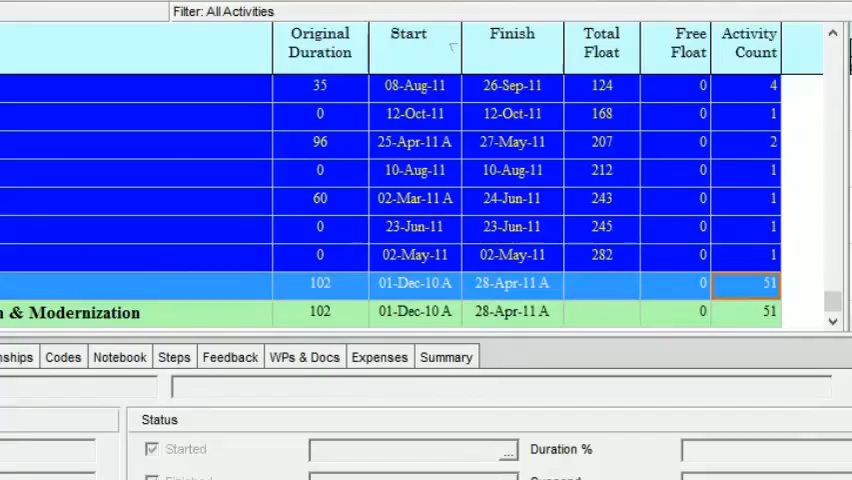 Filter: All Activities
Original Duration Start Finish Total Float Free Float Activity Count
35 08-Aug-11 26-Sep-11 124 0 4
0 12-Oct-11 12-Oct-11 168 0 1
96 25-Apr-11 A 27-May-11 207 0 2
0 10-Aug-11 10-Aug-11 212 0 1
60 02-Mar-11 A 24-Jun-11 243 0 1
0 23-Jun-11 23-Jun-11 245 0 1
0 02-May-11 02-May-11 282 0 1
102 01-Dec-10 A 28-Apr-11 A 0 51
& Modernization 102 01-Dec-10 A 28-Apr-11 A 0 51
Codes Notebook Steps Feedback WPs & Docs Expenses Summary
Status
Started ... Duration %